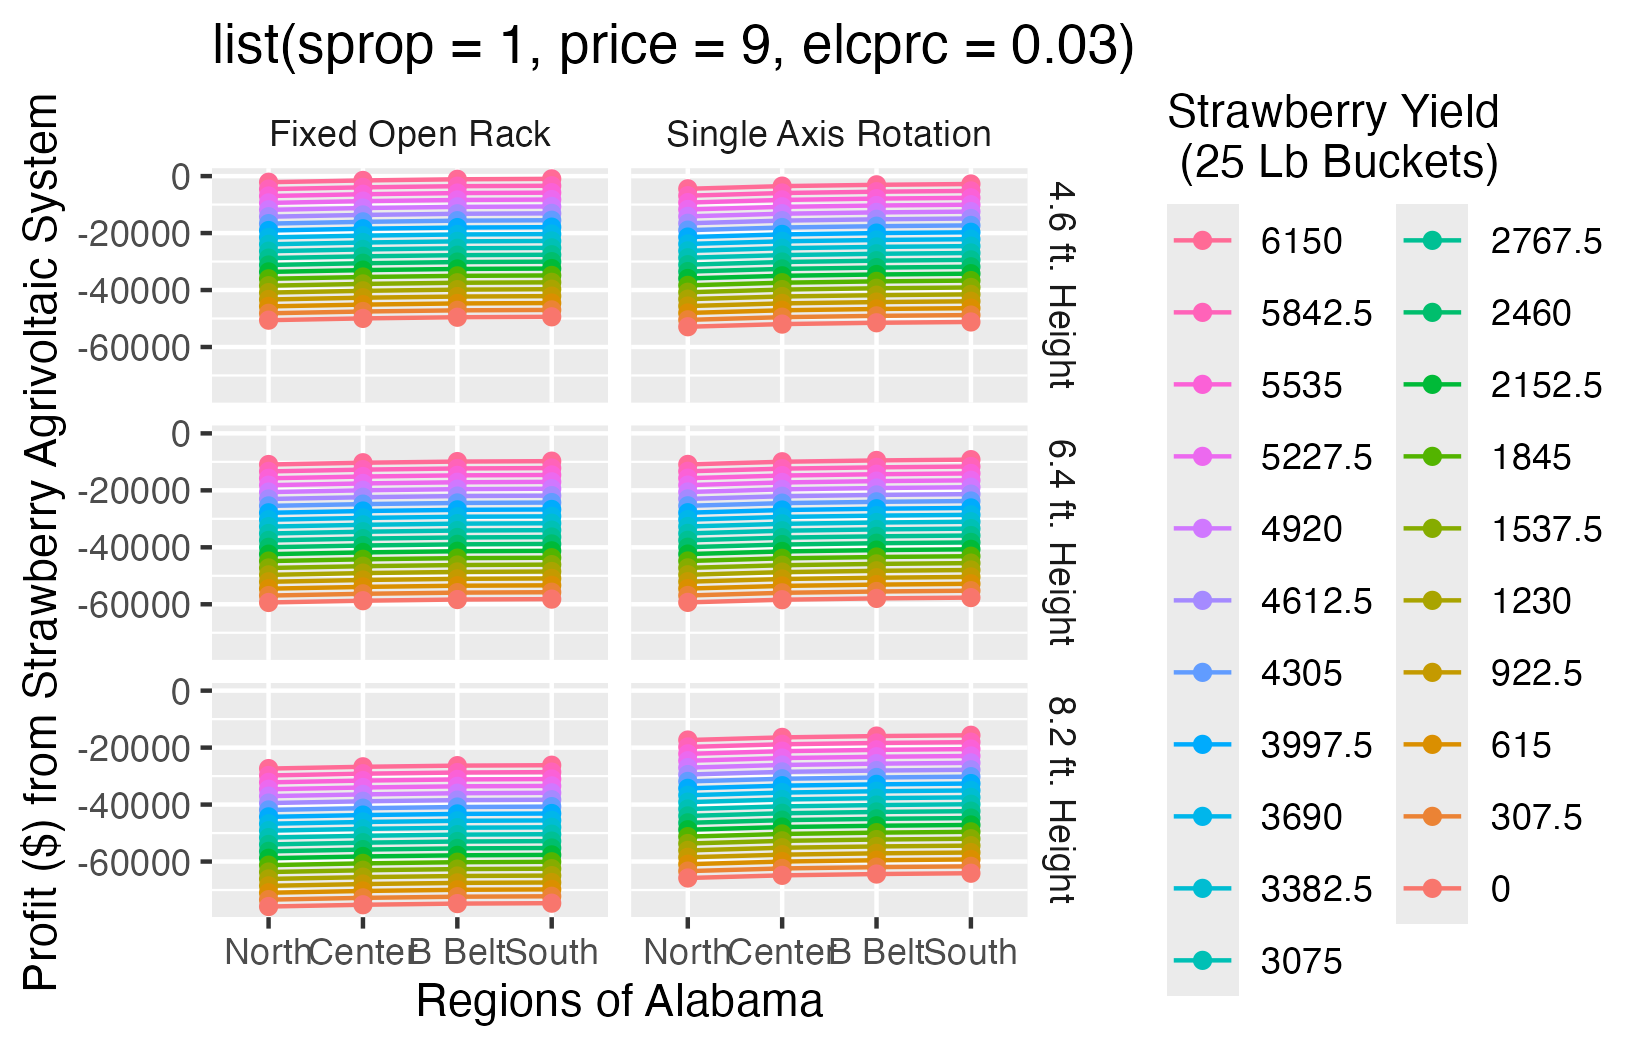 list(sprop = 1, price = 9, elcprc = 0.03)
Profit ($) from Strawberry Agrivoltaic System
Fixed Open Rack
Single Axis Rotation
0
-20000
-40000
-60000
4.6 ft. Height
0
-20000
-40000
-60000
6.4 ft. Height
0
-20000
-40000
-60000
8.2 ft. Height
North Center B Belt South
North Center B Belt South
Regions of Alabama
Strawberry Yield
(25 Lb Buckets)
6150
5842.5
5535
5227.5
4920
4612.5
4305
3997.5
3690
3382.5
3075
2767.5
2460
2152.5
1845
1537.5
1230
922.5
615
307.5
0